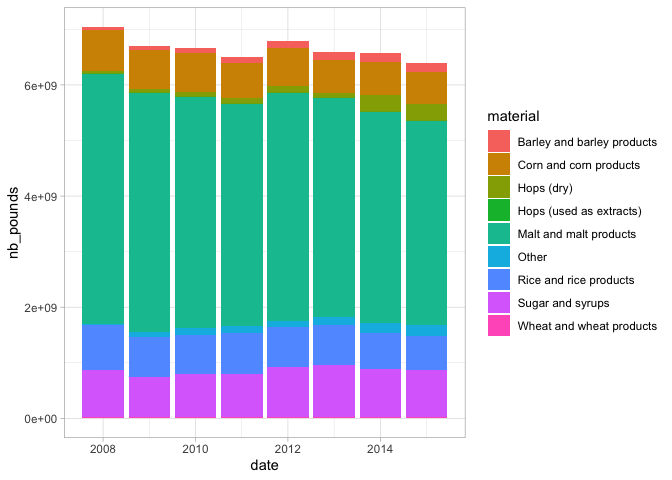 nb_pounds
6e+09
4e+09
2e+09
0e+00
2008
2010
2012
2014
date
material
Barley and barley products
Corn and corn products
Hops (dry)
Hops (used as extracts)
Malt and malt products
Other
Rice and rice products
Sugar and syrups
Wheat and wheat products